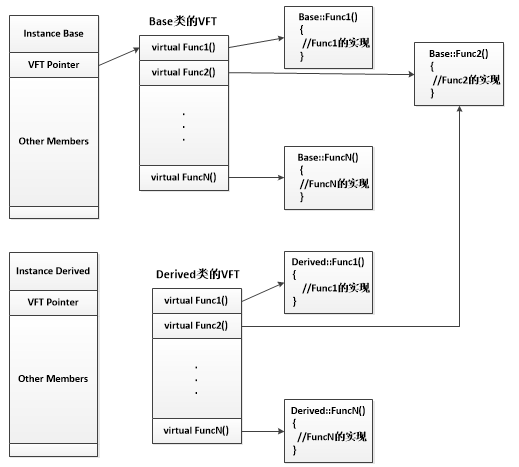 Instance Base
VFT Pointer
Other Members
Base类的VFT
virtual Func1()
virtual Func2()
.
.
.
virtual FuncN()
Base::Func1()
{
//Func1的实现
}
Base::Func2()
{
//Func2的实现
}
Base::FuncN()
{
//FuncN的实现
}
Instance Derived
VFT Pointer
Other Members
Derived类的VFT
virtual Func1()
virtual Func2()
.
.
.
virtual FuncN()
Derived::Func1()
{
//Func1的实现
}
Derived::FuncN()
{
//FuncN的实现
}